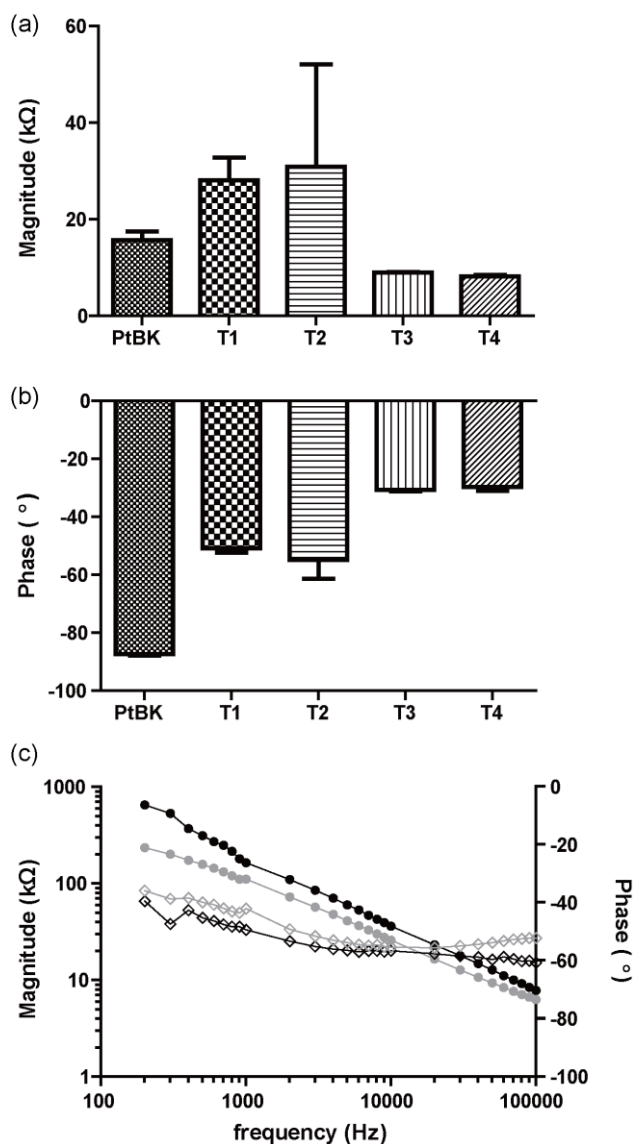 (a)
Magnitude (kΩ)
60
40
20
0
PtBK T1 T2 T3 T4
(b)
Phase ( ° )
0
-20
-40
-60
-80
-100
PtBK T1 T2 T3 T4
(c)
Magnitude (kΩ)
1000
100
10
1
0
-20
-40
-60
-80
-100
Phase ( ° )
100 1000 10000 100000
frequency (Hz)